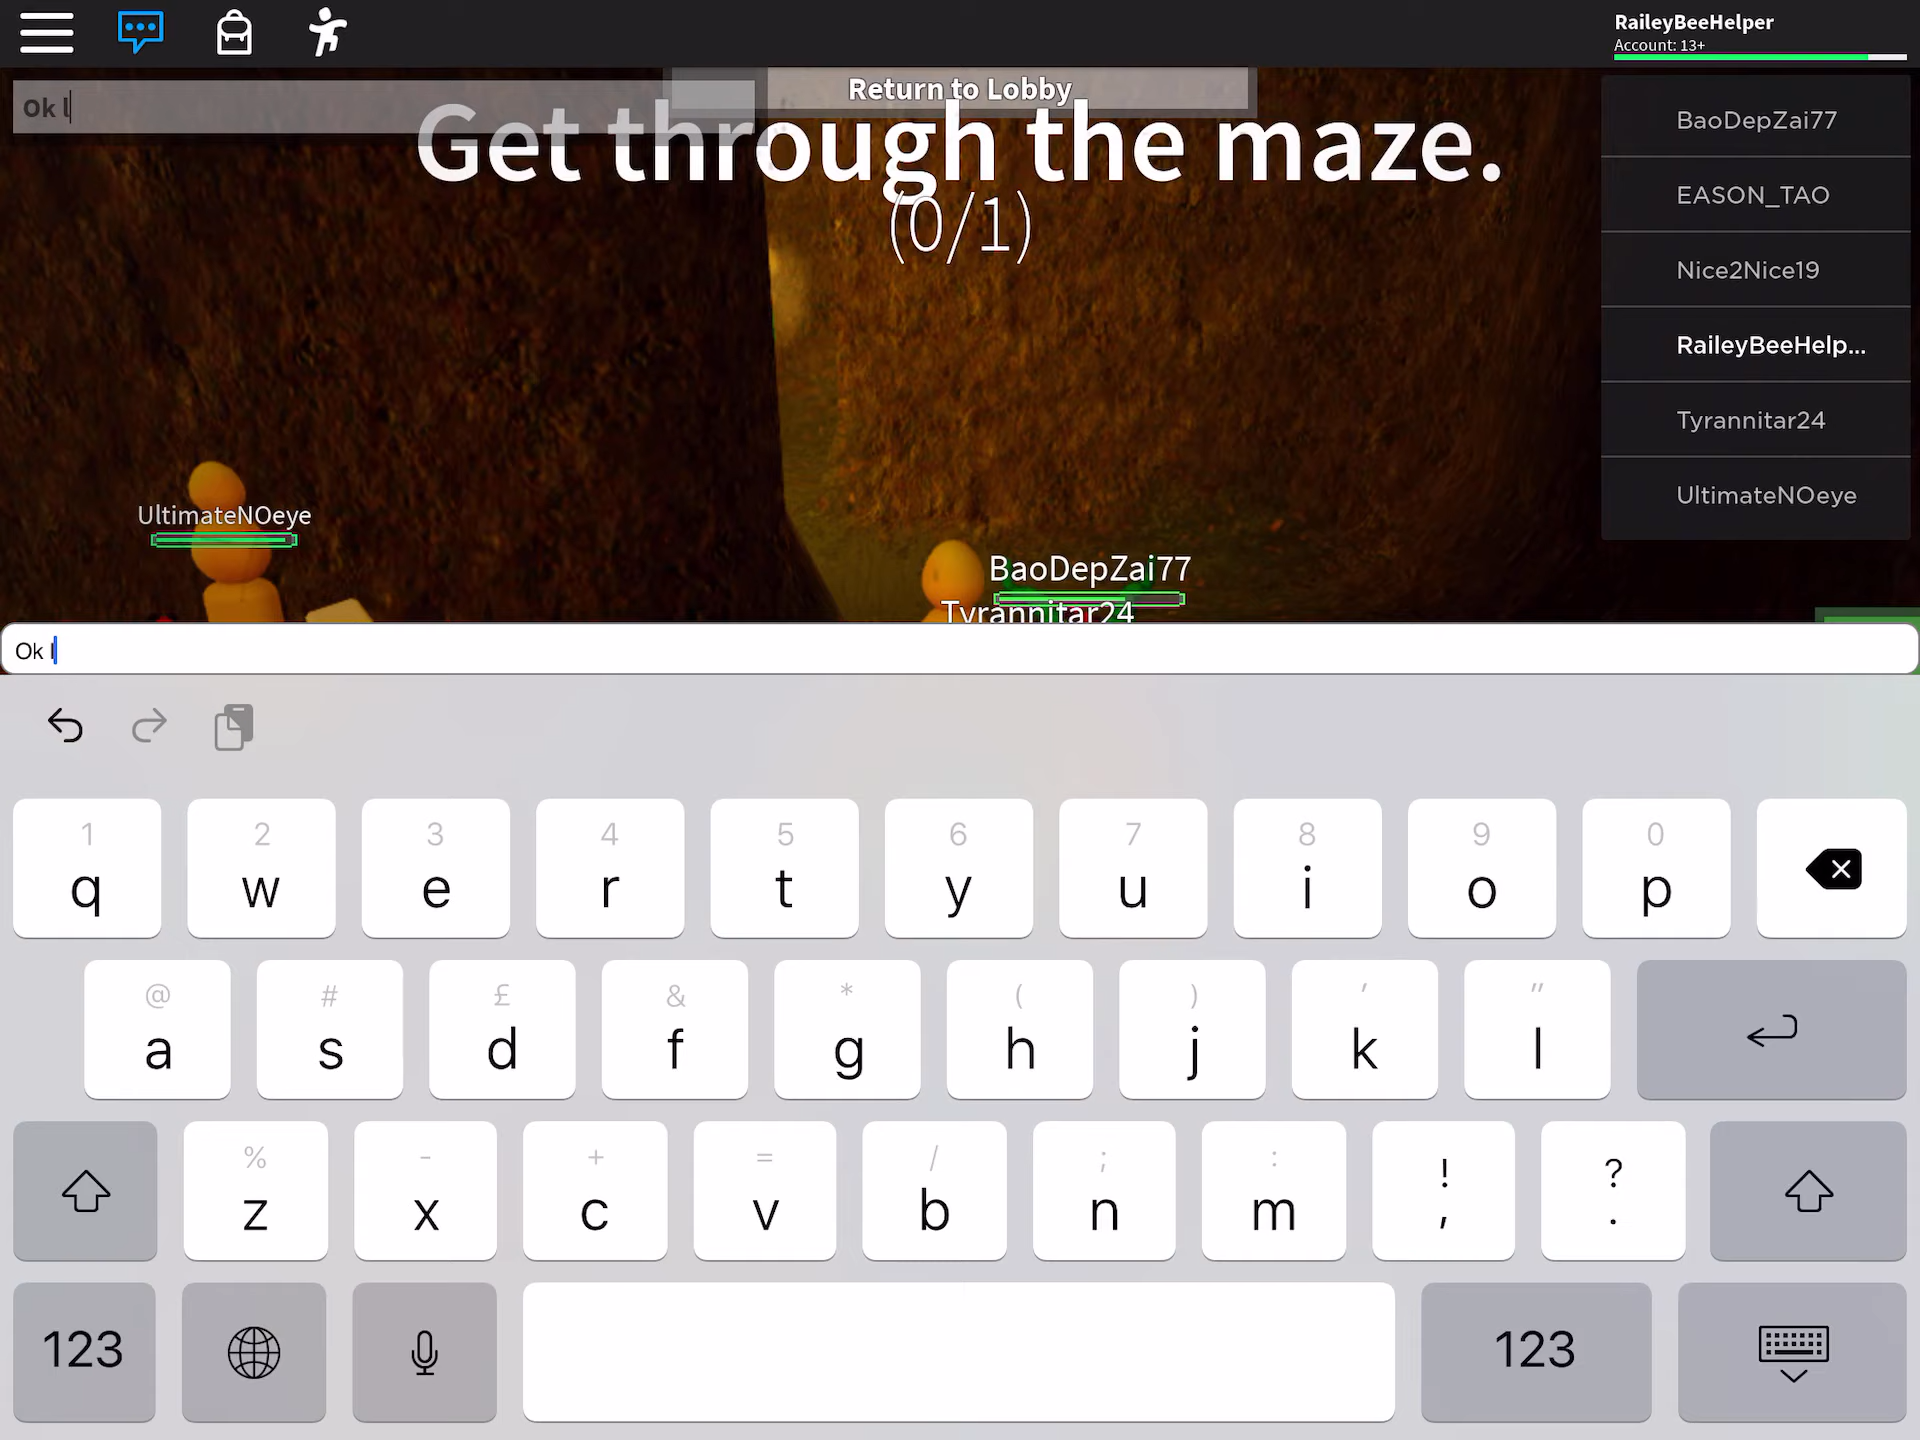 RaileyBeeHelper
Account: 13+
Return to Lobby
Ok l
Get through the maze.
(0/1)
BaoDepZai77
EASON_TAO
Nice2Nice19
RaileyBeeHelp...
Tyrannitar24
UltimateNOeye
UltimateNOeye
BaoDepZai77
Tyrannitar24
Ok l
1 2 3 4 5 6 7 8 9 0
q w e r t y u i o p
@ # £ & * ( ) ' "
a s d f g h j k l
% - + = / ; : ! ?
z x c v b n m , .
123 123